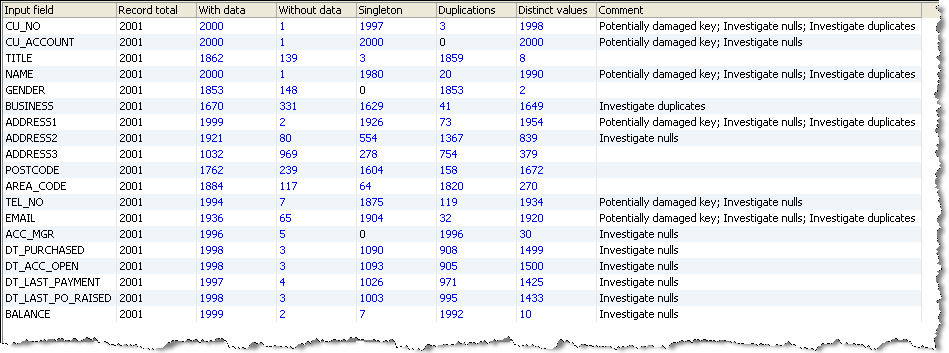 Input field Record total With data Without data Singleton Duplications Distinct values Comment
CU_NO 2001 2000 1 1997 3 1998 Potentially damaged key; Investigate nulls; Investigate duplicates
CU_ACCOUNT 2001 2000 1 2000 0 2000 Potentially damaged key; Investigate nulls
TITLE 2001 1862 139 3 1859 8
NAME 2001 2000 1 1980 20 1990 Potentially damaged key; Investigate nulls; Investigate duplicates
GENDER 2001 1853 148 0 1853 2
BUSINESS 2001 1670 331 1629 41 1649 Investigate duplicates
ADDRESS1 2001 1999 2 1926 73 1954 Potentially damaged key; Investigate nulls; Investigate duplicates
ADDRESS2 2001 1921 80 554 1367 839 Investigate nulls
ADDRESS3 2001 1032 969 278 754 379
POSTCODE 2001 1762 239 1604 158 1672
AREA_CODE 2001 1884 117 64 1820 270
TEL_NO 2001 1994 7 1875 119 1934 Potentially damaged key; Investigate nulls
EMAIL 2001 1936 65 1904 32 1920 Potentially damaged key; Investigate nulls; Investigate duplicates
ACC_MGR 2001 1996 5 0 1996 30 Investigate nulls
DT_PURCHASED 2001 1998 3 1090 908 1499 Investigate nulls
DT_ACC_OPEN 2001 1998 3 1093 905 1500 Investigate nulls
DT_LAST_PAYMENT 2001 1997 4 1026 971 1425 Investigate nulls
DT_LAST_PO_RAISED 2001 1998 3 1003 995 1433 Investigate nulls
BALANCE 2001 1999 2 7 1992 10 Investigate nulls